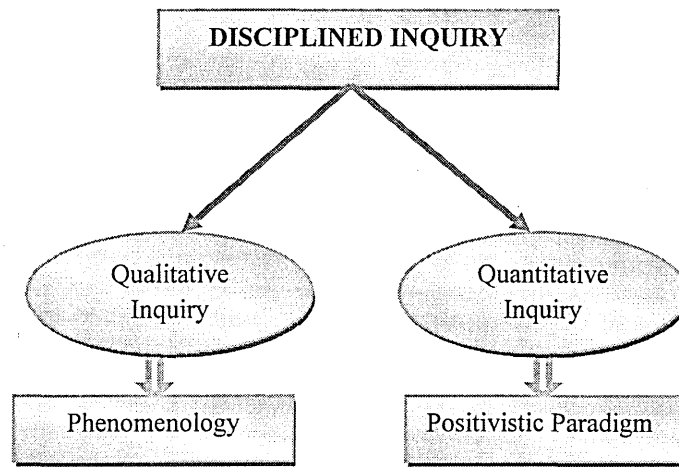 DISCIPLINED INQUIRY
Qualitative
Inquiry
Quantitative
Inquiry
Phenomenology
Positivistic Paradigm